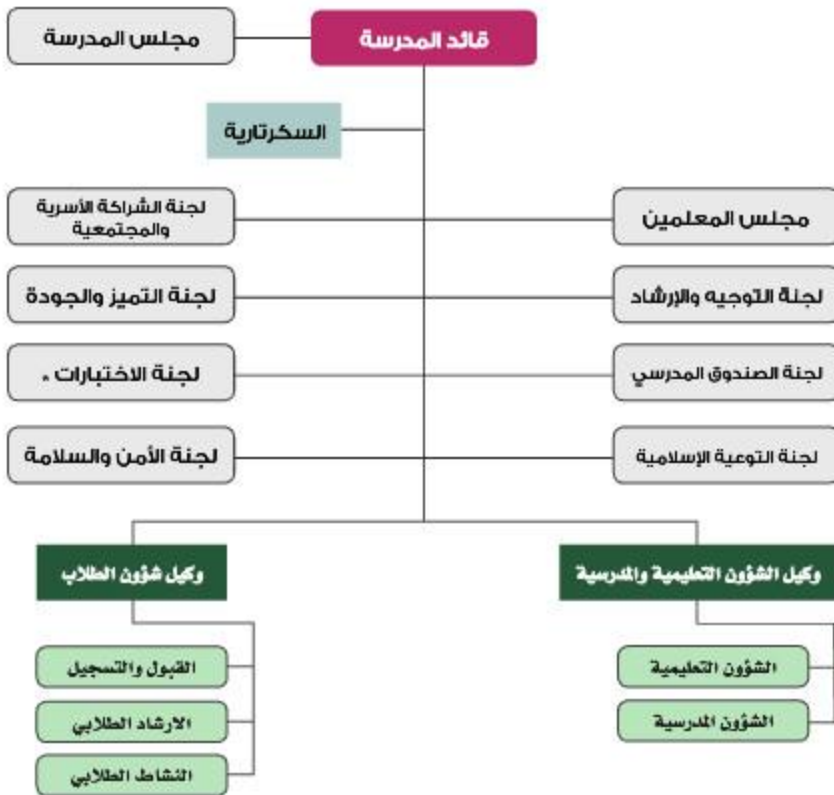 قائد المدرسة
مجلس المدرسة
السكرتارية
مجلس المعلمين
لجنة الشراكة الأسرية
والمجتمعية
لجنة التوجيه والإرشاد
لجنة التميز والجودة
لجنة الصندوق المدرسي
لجنة الاختبارات *
لجنة التوعية الإسلامية
لجنة الأمن والسلامة
وكيل الشؤون التعليمية والمدرسية
وكيل شؤون الطلاب
الشؤون التعليمية
الشؤون المدرسية
القبول والتسجيل
الارشاد الطلابي
النشاط الطلابي